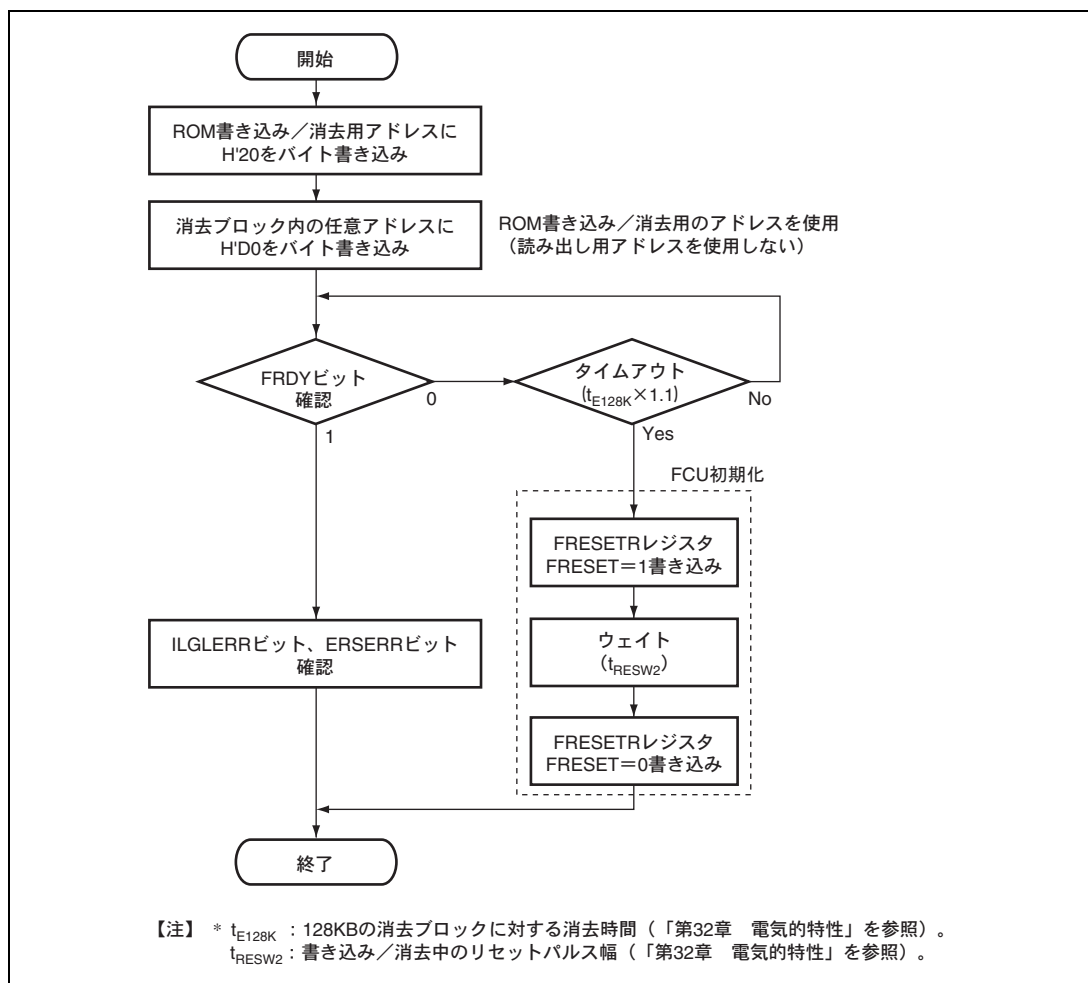 開始
ROM書き込み／消去用アドレスに
H'20をバイト書き込み
消去ブロック内の任意アドレスに
H'D0をバイト書き込み
ROM書き込み／消去用のアドレスを使用
（読み出し用アドレスを使用しない）
FRDYビット
確認
0
1
タイムアウト
(tE128K×1.1)
No
Yes
FCU初期化
FRESETRレジスタ
FRESET＝1書き込み
ウェイト
（tRESW2）
FRESETRレジスタ
FRESET＝0書き込み
ILGLERRビット、ERSERRビット
確認
終了
【注】 * tE128K ：128KBの消去ブロックに対する消去時間（「第32章　電気的特性」を参照）。
tRESW2：書き込み／消去中のリセットパルス幅（「第32章　電気的特性」を参照）。